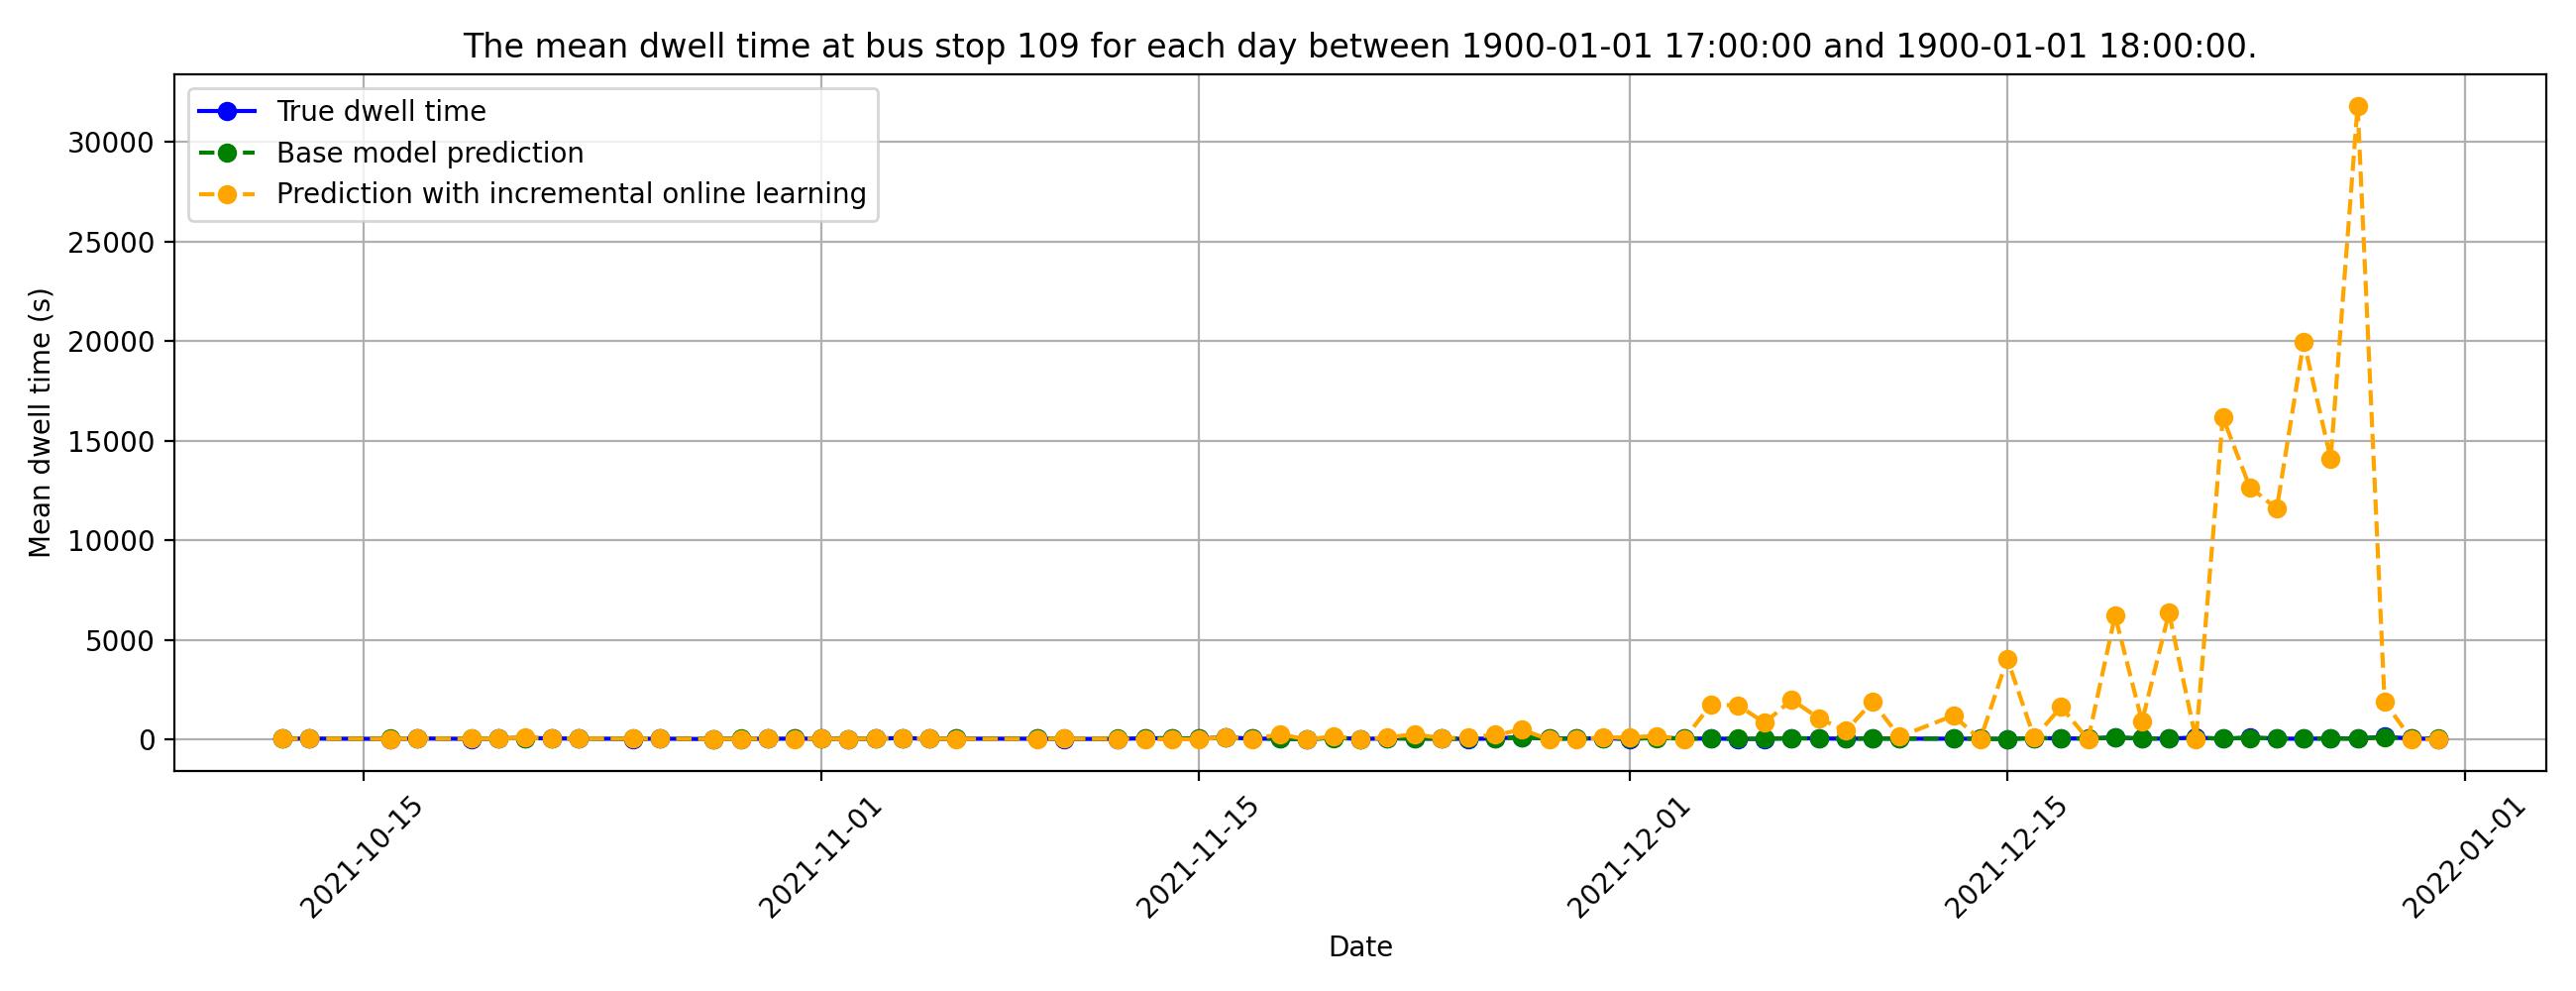 The mean dwell time at bus stop 109 for each day between 1900-01-01 17:00:00 and 1900-01-01 18:00:00.
True dwell time
Base model prediction
Prediction with incremental online learning
Mean dwell time (s)
30000
25000
20000
15000
10000
5000
0
2021-10-15
2021-11-01
2021-11-15
2021-12-01
2021-12-15
2022-01-01
Date